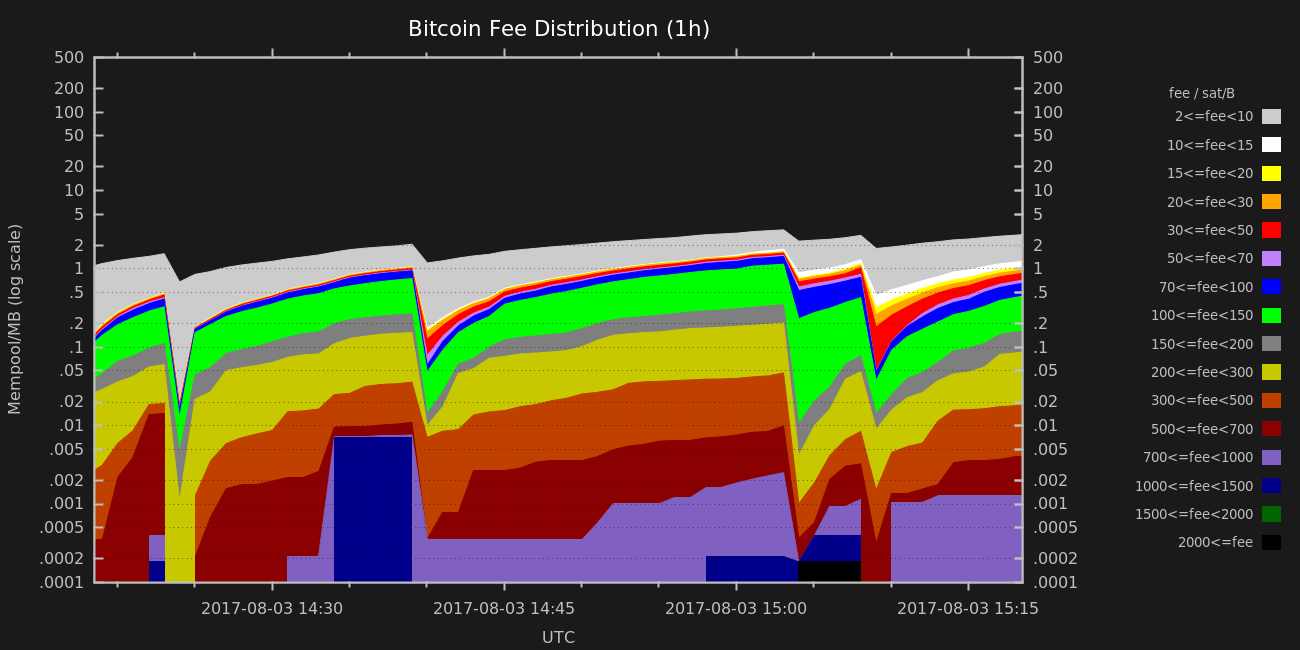 Bitcoin Fee Distribution (1h)
500
200
100
50
20
10
5
2
1
.5
.2
.1
.05
.02
.01
.005
.002
.001
.0005
.0002
.0001
Mempool/MB (log scale)
500
200
100
50
20
10
5
2
1
.5
.2
.1
.05
.02
.01
.005
.002
.001
.0005
.0002
.0001
2017-08-03 14:30
2017-08-03 14:45
2017-08-03 15:00
2017-08-03 15:15
UTC
fee / sat/B
2<=fee<10
10<=fee<15
15<=fee<20
20<=fee<30
30<=fee<50
50<=fee<70
70<=fee<100
100<=fee<150
150<=fee<200
200<=fee<300
300<=fee<500
500<=fee<700
700<=fee<1000
1000<=fee<1500
1500<=fee<2000
2000<=fee